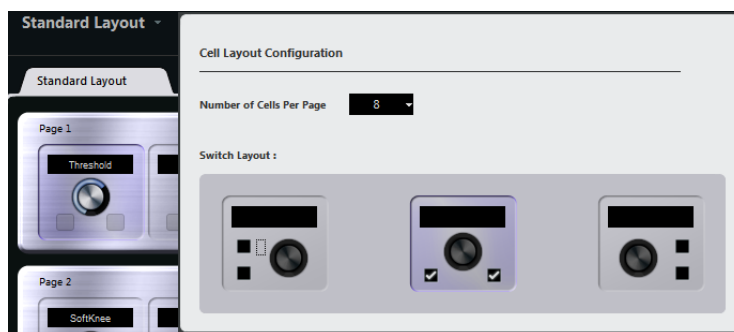 Standard Layout
Standard Layout
Page 1
Threshold
Page 2
SoftKnee
Cell Layout Configuration
Number of Cells Per Page 8
Switch Layout :